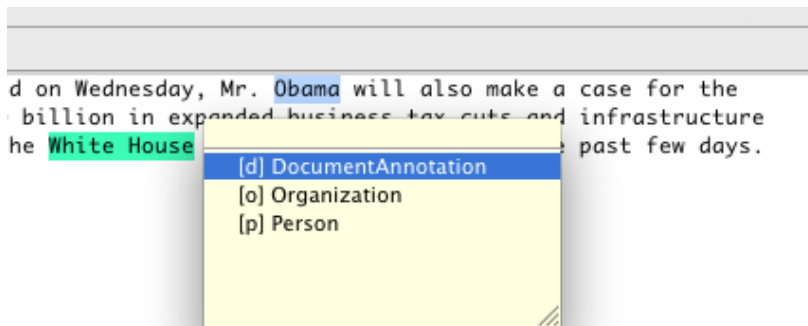 d on Wednesday, Mr. Obama will also make a case for the
billion in expanded business tax cuts and infrastructure
he White House past few days.
[d] DocumentAnnotation
[o] Organization
[p] Person